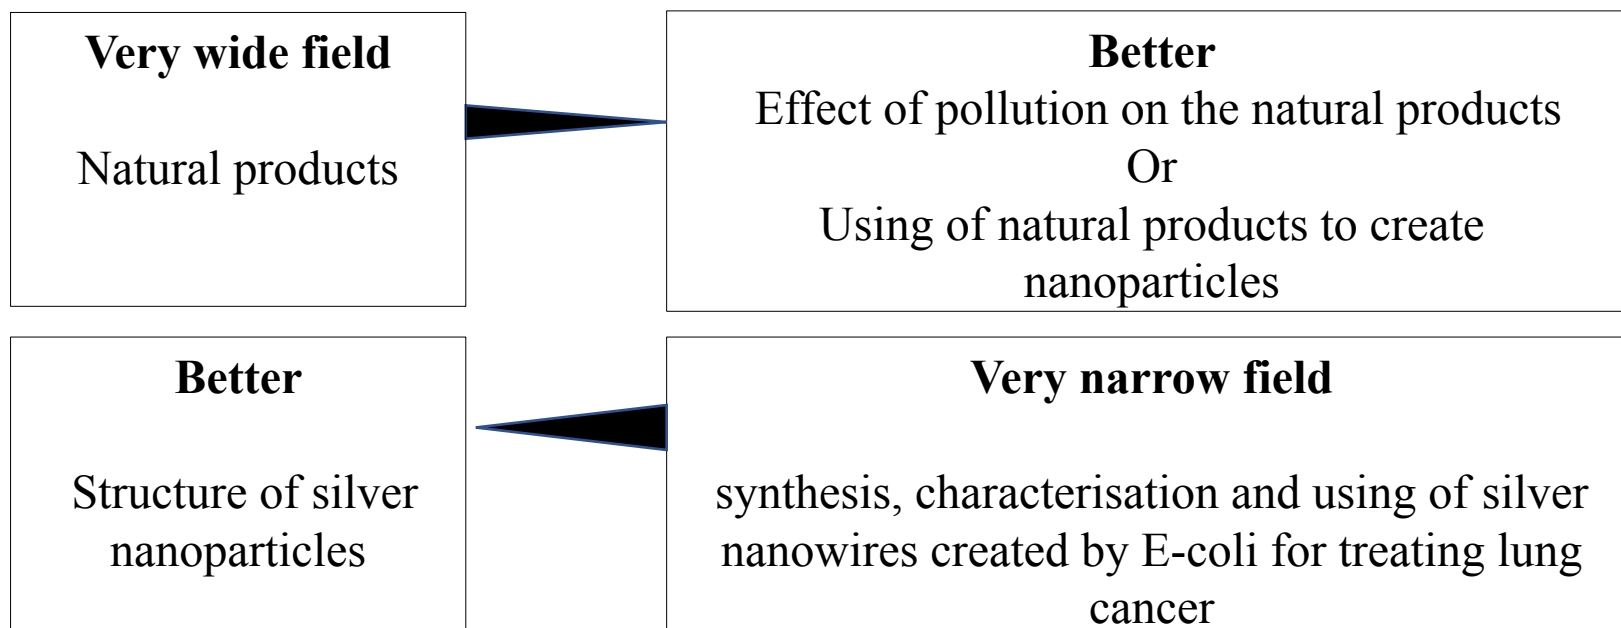 Very wide field
Natural products
Better
Effect of pollution on the natural products
Or
Using of natural products to create
nanoparticles
Better
Structure of silver
nanoparticles
Very narrow field
synthesis, characterisation and using of silver
nanowires created by E-coli for treating lung
cancer